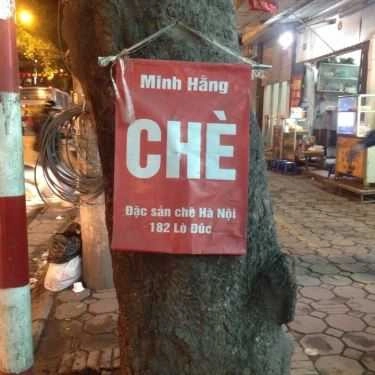 Minh Hằng
CHÈ
Đặc sản chè Hà Nội
182 Lò Đúc